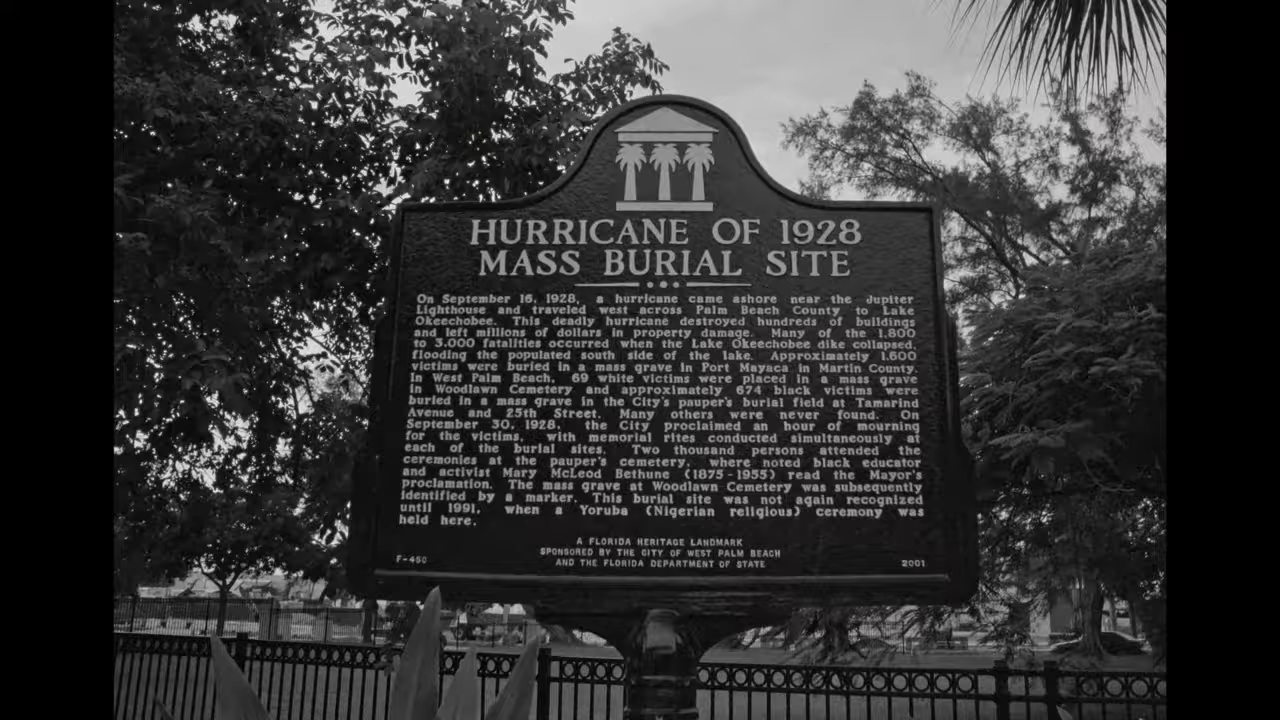 HURRICANE OF 1928
MASS BURIAL SITE
On September 16, 1928, a hurricane came ashore near the Jupiter
Lighthouse and traveled west across Palm Beach County to Lake
Okeechobee. This deadly hurricane destroyed hundreds of buildings
and left millions of dollars in property damage. Many of the 1,800
to 3,000 fatalities occurred when the Lake Okeechobee dike collapsed,
flooding the populated south side of the lake. Approximately 1,600
victims were buried in a mass grave in Port Mayaca in Martin County.
In West Palm Beach, 69 white victims were placed in a mass grave
in Woodlawn Cemetery and approximately 674 black victims were
buried in a mass grave in the City's pauper's burial field at Tamarind
Avenue and 25th Street. Many others were never found. On
September 30, 1928, the City proclaimed an hour of mourning
for the victims, with memorial rites conducted simultaneously at
each of the burial sites. Two thousand persons attended the
ceremonies at the pauper's cemetery, where noted black educator
and activist Mary McLeod Bethune (1875-1955) read the Mayor's
proclamation. The mass grave at Woodlawn Cemetery was subsequently
identified by a marker. This burial site was not again recognized
until 1991, when a Yoruba (Nigerian religious) ceremony was
held here.
A FLORIDA HERITAGE LANDMARK
SPONSORED BY THE CITY OF WEST PALM BEACH
F-450 AND THE FLORIDA DEPARTMENT OF STATE 2001